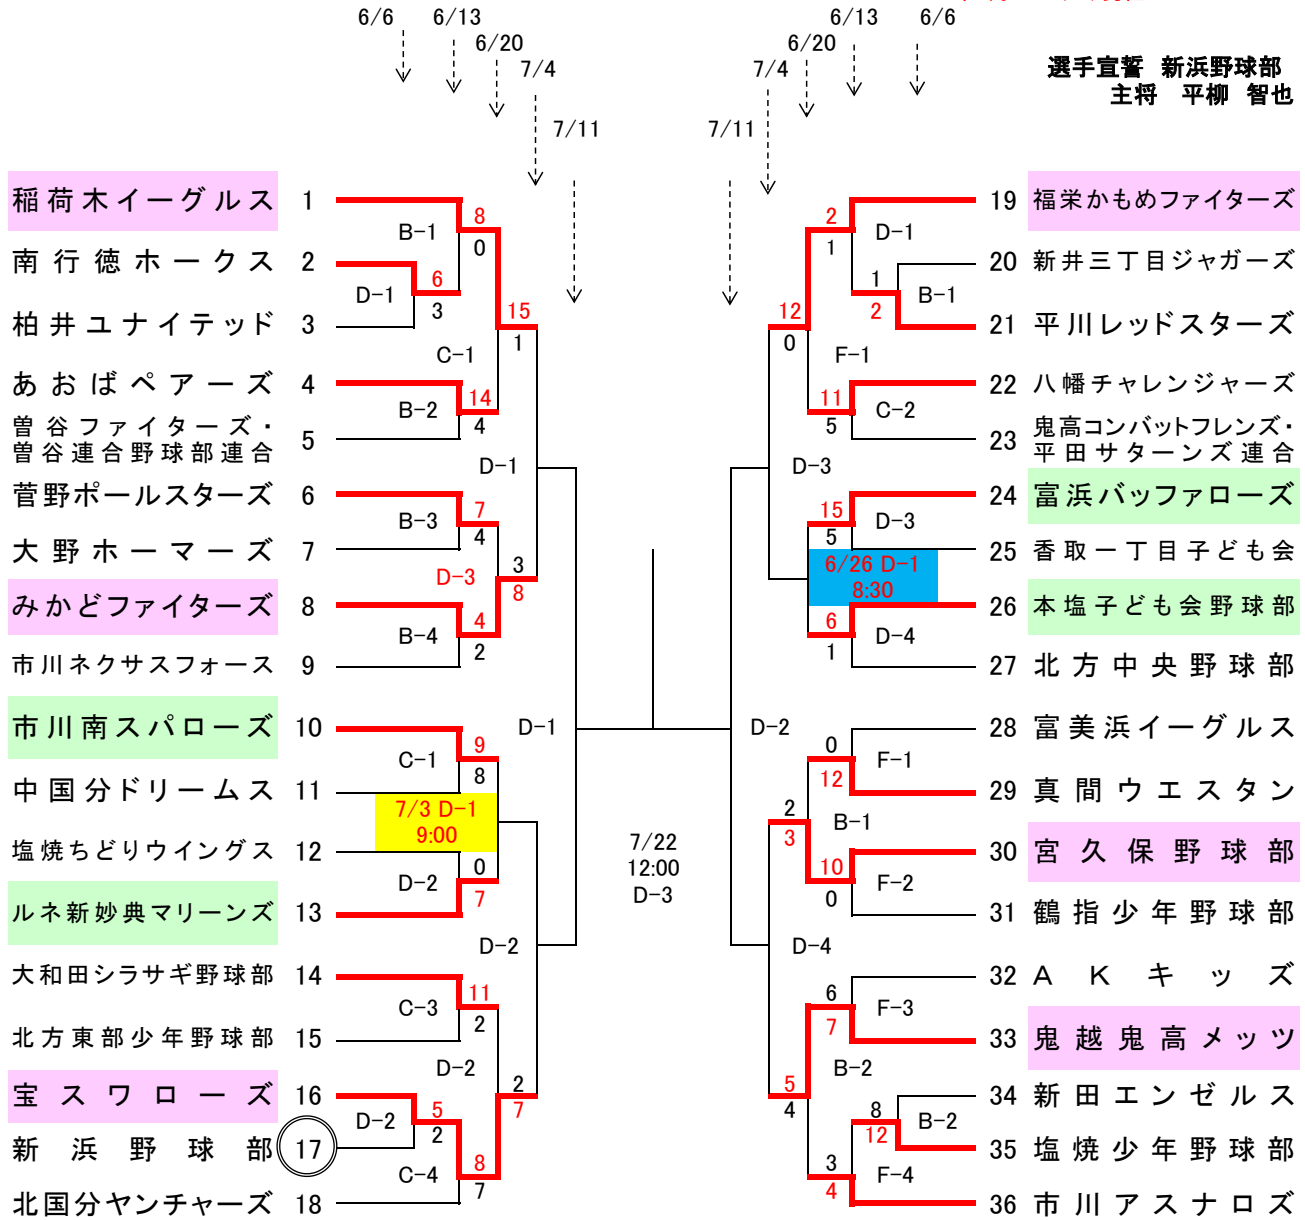 6/6
6/13
6/20
7/4
7/11
7/11
7/4
6/20
6/13
6/6
選手宣誓 新浜野球部
主将 平柳 智也
稲荷木イーグルス 1
南行徳ホークス 2
柏井ユナイテッド 3
あおばペアーズ 4
曽谷ファイターズ・
曽谷連合野球部連合 5
菅野ポールスターズ 6
大野ホーマーズ 7
みかどファイターズ 8
市川ネクサスフォース 9
市川南スパローズ 10
中国分ドリームス 11
塩焼ちどりウイングス 12
ルネ新妙典マリーンズ 13
大和田シラサギ野球部 14
北方東部少年野球部 15
宝スワローズ 16
新浜野球部 17
北国分ヤンチャーズ 18
B-1
8
0
D-1
6
3
15
1
C-1
B-2
14
4
D-1
B-3
7
4
D-3
3
8
B-4
4
2
D-1
C-1
9
8
7/3 D-1
9:00
D-2
0
7
D-2
C-3
11
2
D-2
2
7
D-2
5
2
C-4
8
7
7/22
12:00
D-3
19 福栄かもめファイターズ
20 新井三丁目ジャガーズ
21 平川レッドスターズ
22 八幡チャレンジャーズ
23 鬼高コンバットフレンズ・
平田サターンズ連合
24 富浜バッファローズ
25 香取一丁目子ども会
26 本塩子ども会野球部
27 北方中央野球部
28 富美浜イーグルス
29 真間ウエスタン
30 宮久保野球部
31 鶴指少年野球部
32 AKキッズ
33 鬼越鬼高メッツ
34 新田エンゼルス
35 塩焼少年野球部
36 市川アスナロズ
2
1
D-1
1
2
B-1
12
0
F-1
11
5
C-2
D-3
15
5
D-3
6/26 D-1
8:30
6
1
D-4
D-2
0
12
F-1
2
3
B-1
10
0
F-2
D-4
6
7
F-3
5
4
B-2
8
12
B-2
3
4
F-4